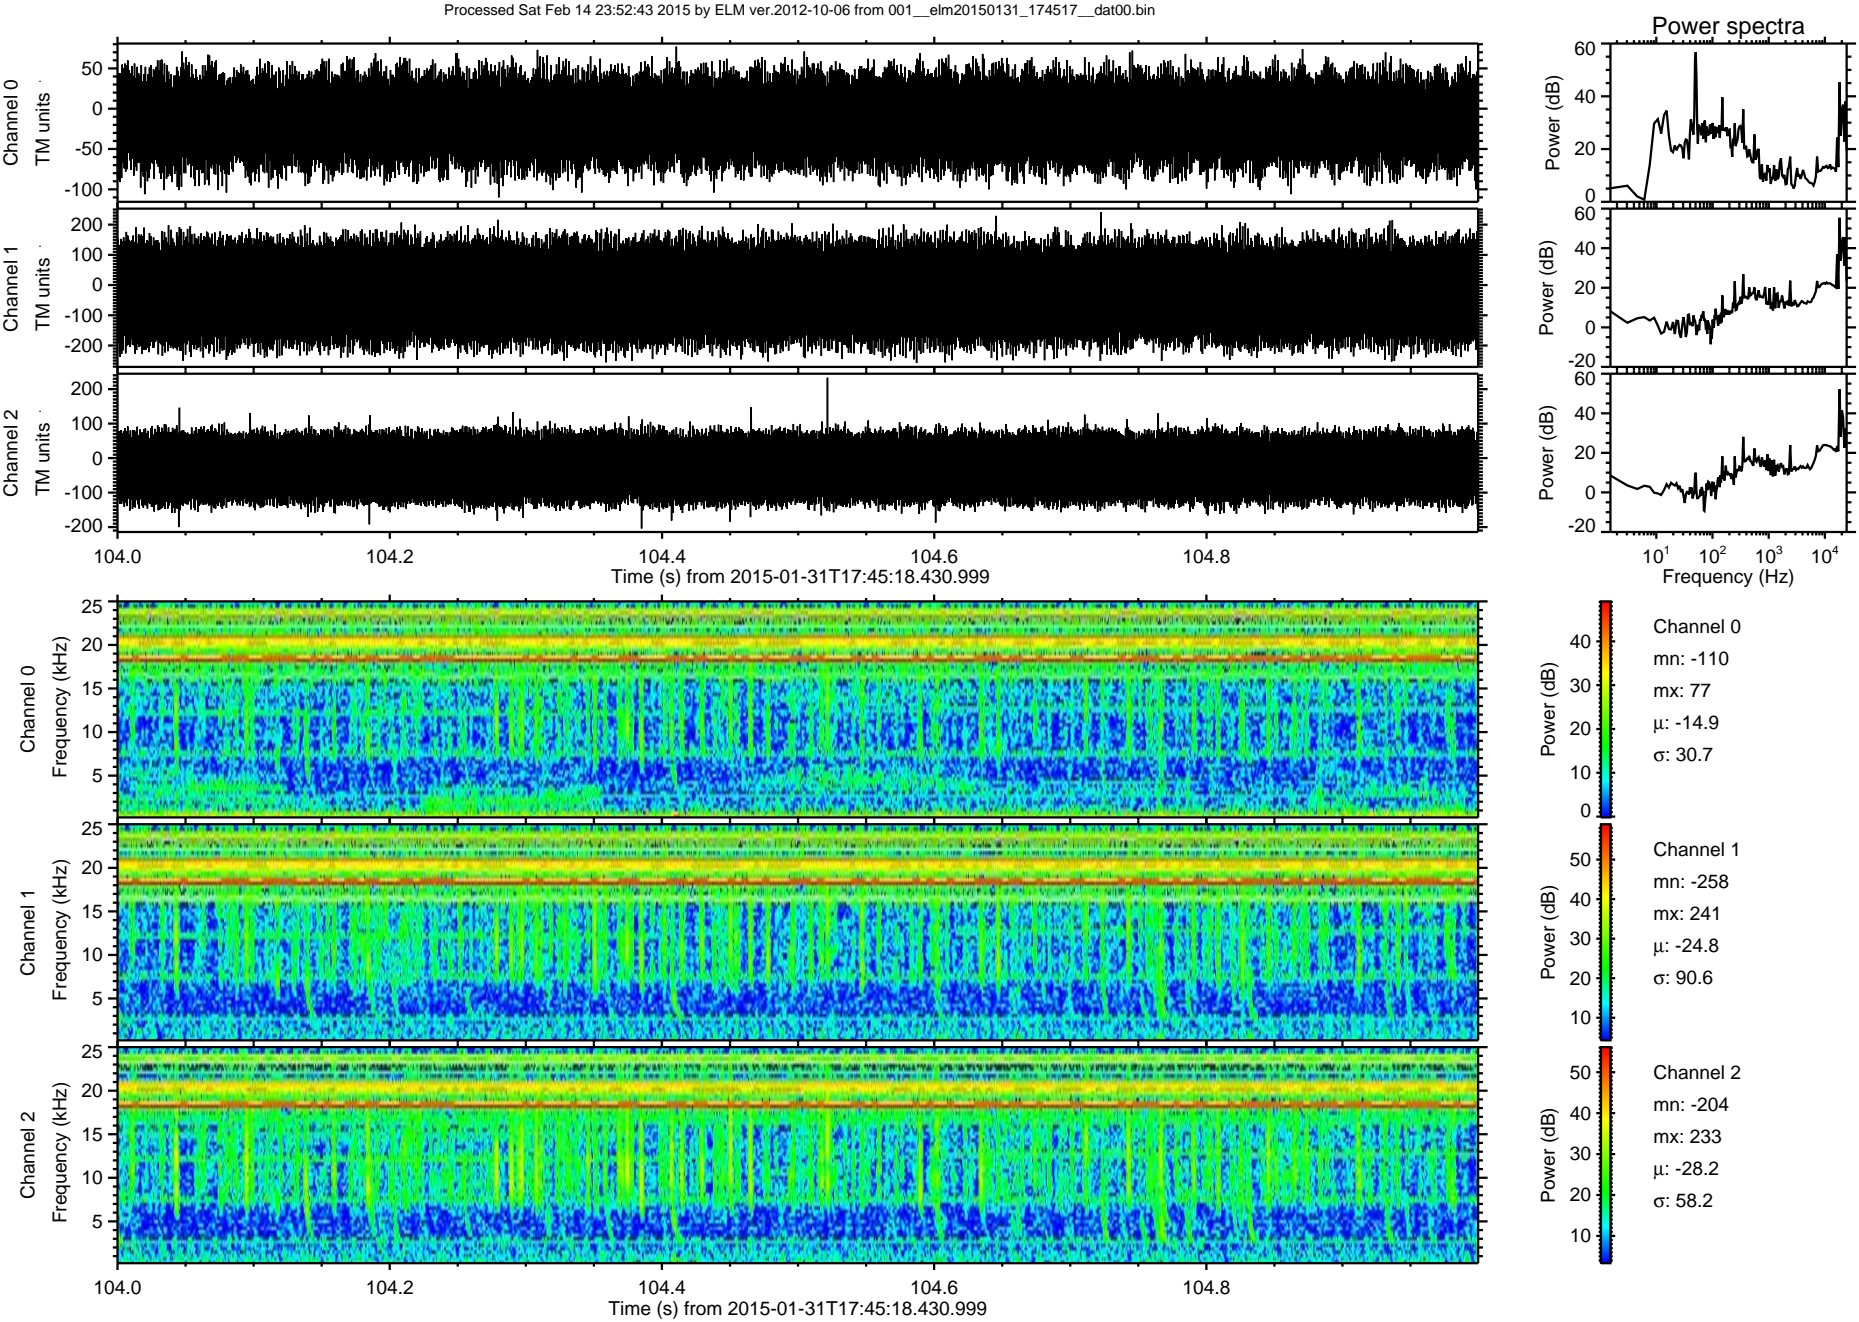 Processed Sat Feb 14 23:52:43 2015 by ELM ver.2012-10-06 from 001__elm20150131_174517__dat00.bin
Power spectra
Channel 0
TM units
50
0
-50
-100
Power (dB)
60
40
20
0
Channel 1
TM units
200
100
0
-100
-200
Power (dB)
60
40
20
0
-20
Channel 2
TM units
200
100
0
-100
-200
Power (dB)
60
40
20
0
-20
104.0 104.2 104.4 104.6 104.8
Time (s) from 2015-01-31T17:45:18.430.999
10¹ 10² 10³ 10⁴
Frequency (Hz)
Channel 0
Frequency (kHz)
25
20
15
10
5
Power (dB)
40
30
20
10
0
Channel 0
mn: -110
mx: 77
μ: -14.9
σ: 30.7
Channel 1
Frequency (kHz)
25
20
15
10
5
Power (dB)
50
40
30
20
10
Channel 1
mn: -258
mx: 241
μ: -24.8
σ: 90.6
Channel 2
Frequency (kHz)
25
20
15
10
5
Power (dB)
50
40
30
20
10
Channel 2
mn: -204
mx: 233
μ: -28.2
σ: 58.2
104.0 104.2 104.4 104.6 104.8
Time (s) from 2015-01-31T17:45:18.430.999